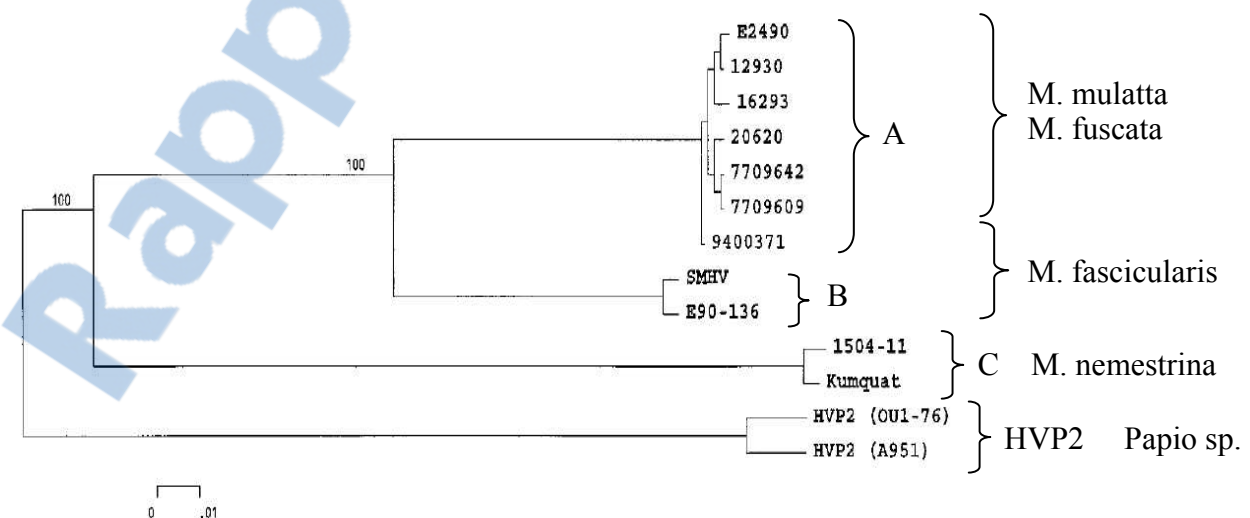 Rapp
E2490
12930
16293
20620
7709642
7709609
9400371
A
M. mulatta
M. fuscata
100
100
SMHV
E90-136
B
M. fascicularis
1504-11
Kumquat
C M. nemestrina
HVP2 (OU1-76)
HVP2 (A951)
HVP2 Papio sp.
0 .01